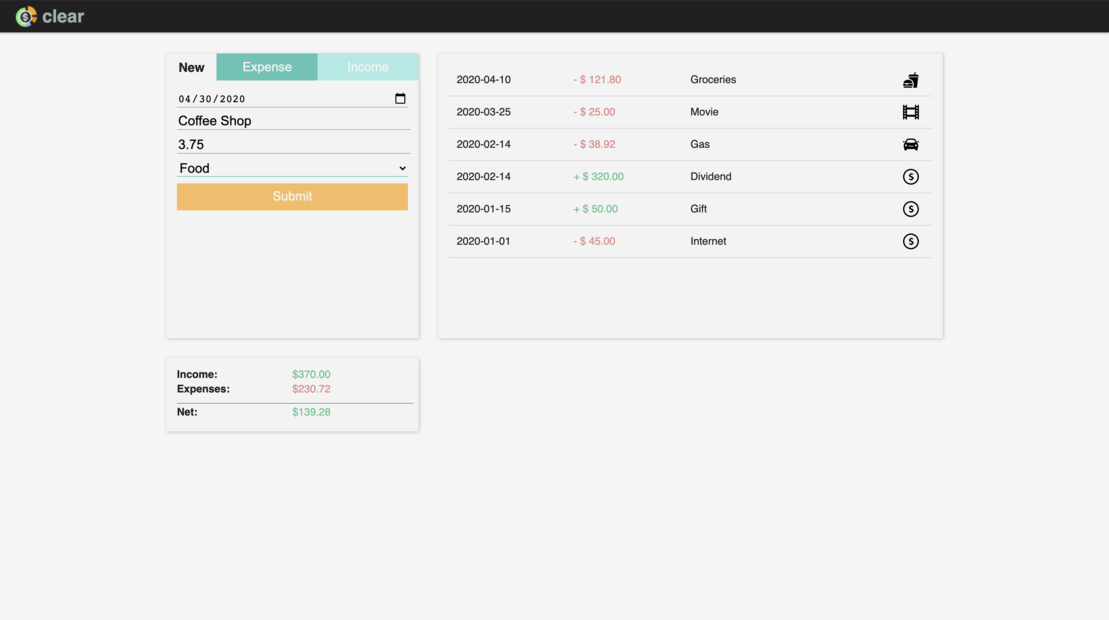 clear
New Expense Income
04/30/2020
Coffee Shop
3.75
Food
Submit
2020-04-10 - $ 121.80 Groceries
2020-03-25 - $ 25.00 Movie
2020-02-14 - $ 38.92 Gas
2020-02-14 + $ 320.00 Dividend
2020-01-15 + $ 50.00 Gift
2020-01-01 - $ 45.00 Internet
Income: $370.00
Expenses: $230.72
Net: $139.28